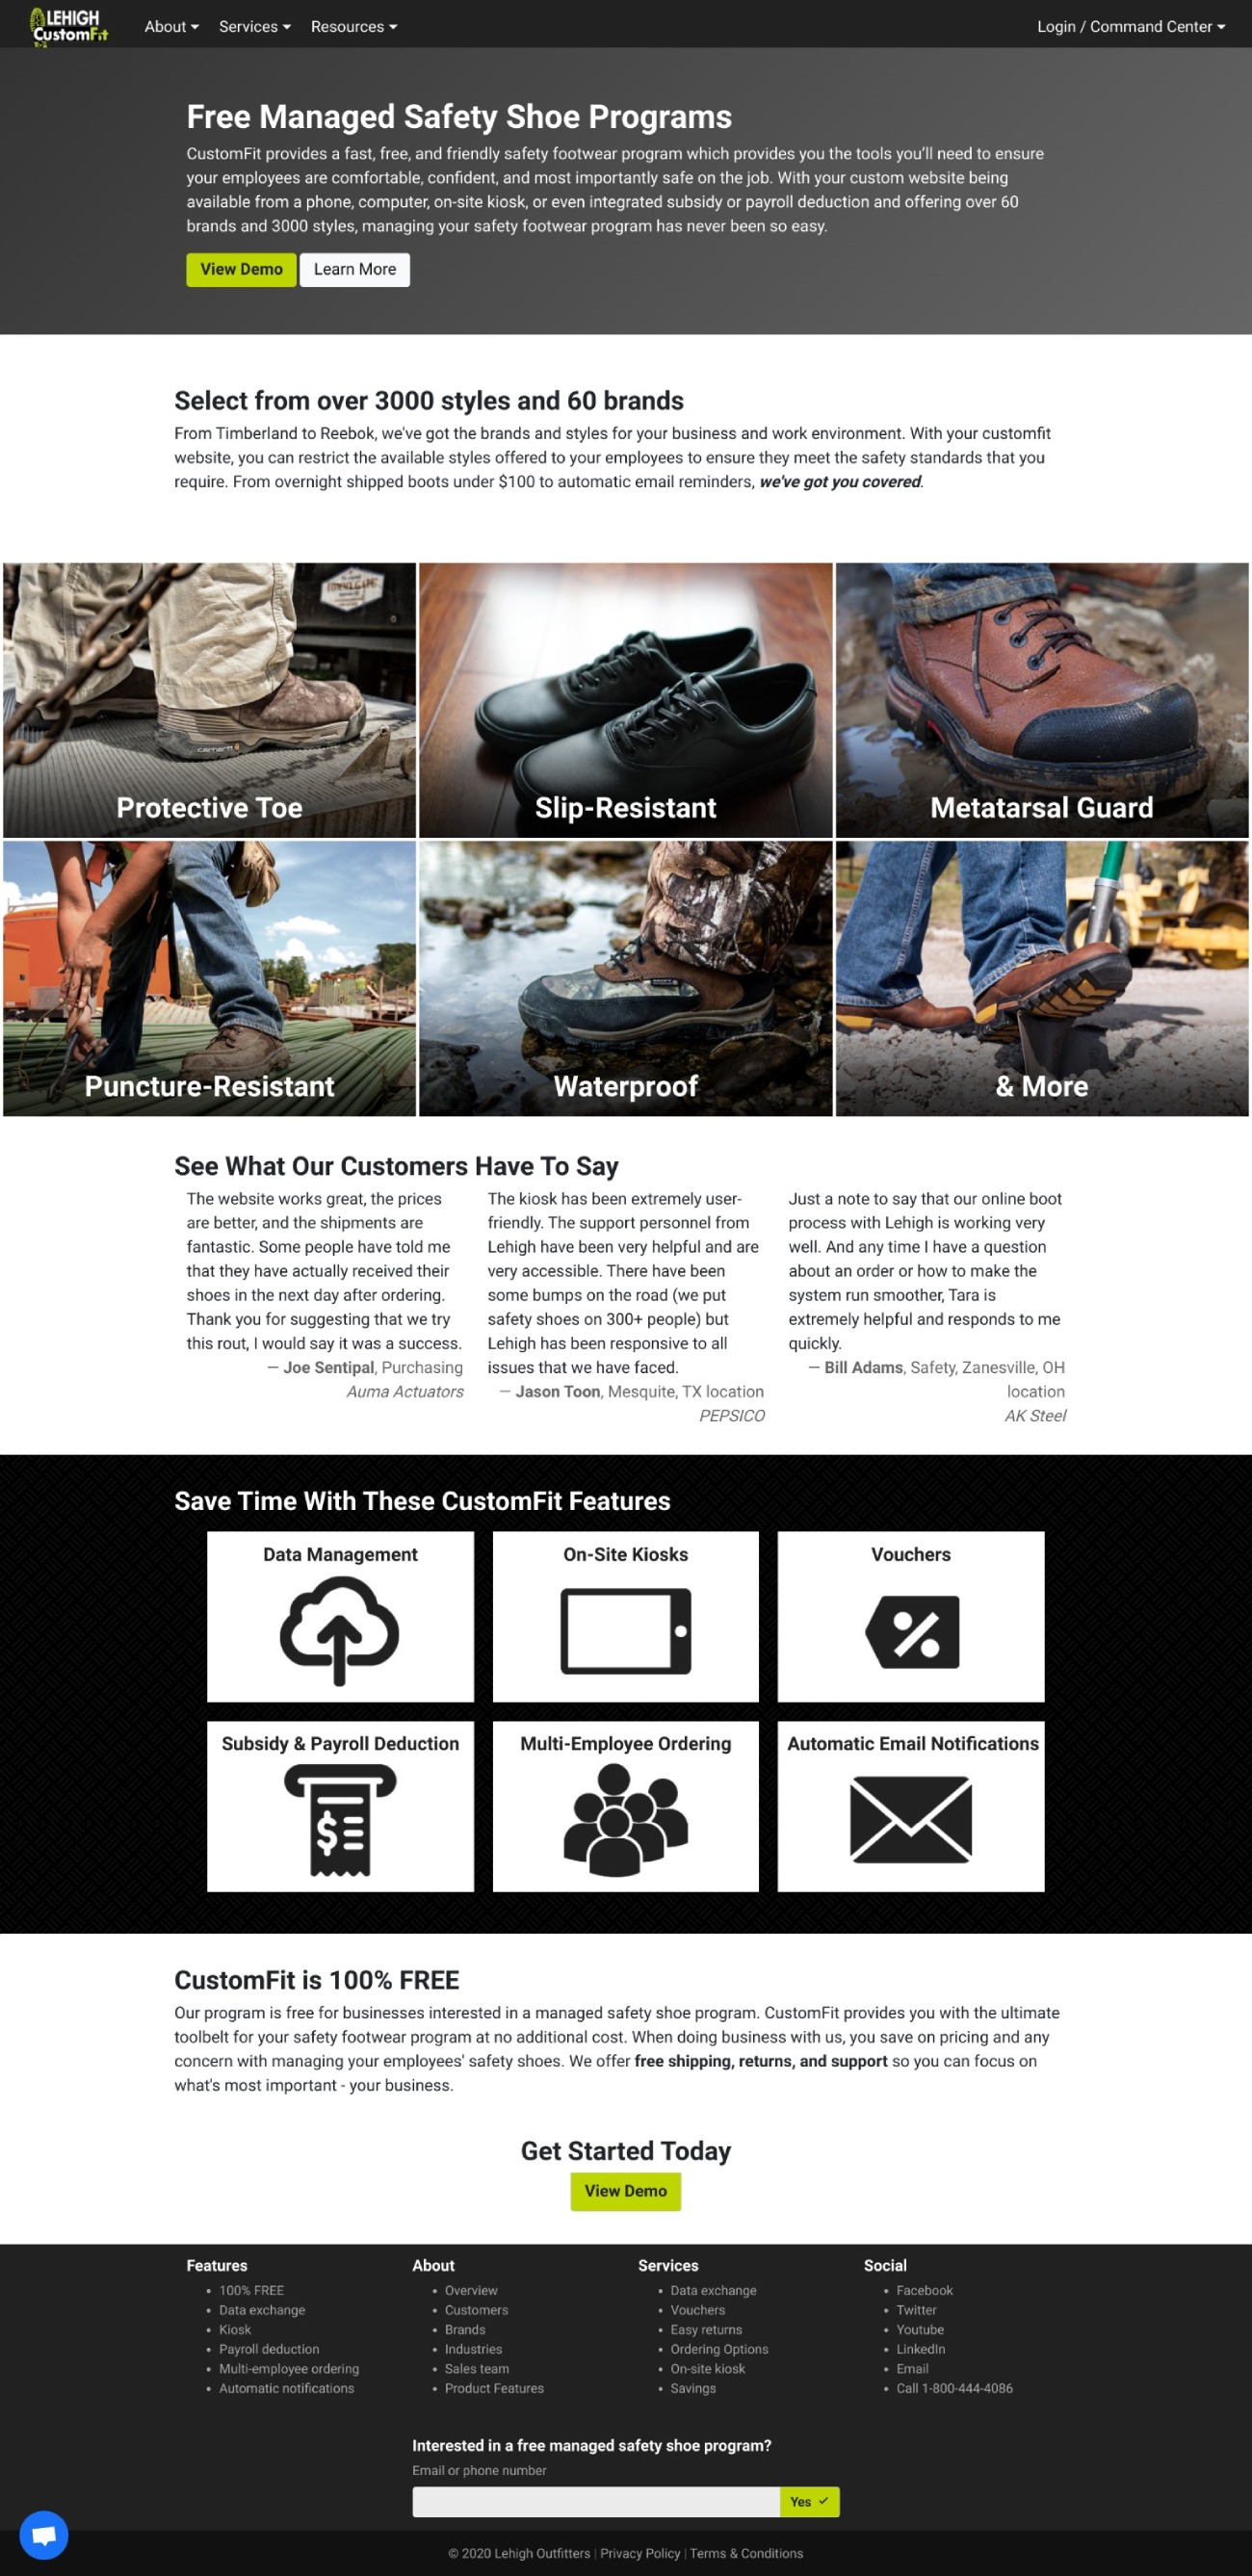 LEHIGH
CustomFit
About
Services
Resources
Login / Command Center
Free Managed Safety Shoe Programs
CustomFit provides a fast, free, and friendly safety footwear program which provides you the tools you’ll need to ensure
your employees are comfortable, confident, and most importantly safe on the job. With your custom website being
available from a phone, computer, on-site kiosk, or even integrated subsidy or payroll deduction and offering over 60
brands and 3000 styles, managing your safety footwear program has never been so easy.
View Demo
Learn More
Select from over 3000 styles and 60 brands
From Timberland to Reebok, we've got the brands and styles for your business and work environment. With your customfit
website, you can restrict the available styles offered to your employees to ensure they meet the safety standards that you
require. From overnight shipped boots under $100 to automatic email reminders, we've got you covered.
carhartt
Protective Toe
Slip-Resistant
Metatarsal Guard
Puncture-Resistant
Waterproof
& More
See What Our Customers Have To Say
The website works great, the prices
are better, and the shipments are
fantastic. Some people have told me
that they have actually received their
shoes in the next day after ordering.
Thank you for suggesting that we try
this rout, I would say it was a success.
— Joe Sentipal, Purchasing
Auma Actuators
The kiosk has been extremely user-
friendly. The support personnel from
Lehigh have been very helpful and are
very accessible. There have been
some bumps on the road (we put
safety shoes on 300+ people) but
Lehigh has been responsive to all
issues that we have faced.
— Jason Toon, Mesquite, TX location
PEPSICO
Just a note to say that our online boot
process with Lehigh is working very
well. And any time I have a question
about an order or how to make the
system run smoother, Tara is
extremely helpful and responds to me
quickly.
— Bill Adams, Safety, Zanesville, OH
location
AK Steel
Save Time With These CustomFit Features
Data Management
On-Site Kiosks
Vouchers
%
Subsidy & Payroll Deduction
$
Multi-Employee Ordering
Automatic Email Notifications
CustomFit is 100% FREE
Our program is free for businesses interested in a managed safety shoe program. CustomFit provides you with the ultimate
toolbelt for your safety footwear program at no additional cost. When doing business with us, you save on pricing and any
concern with managing your employees' safety shoes. We offer free shipping, returns, and support so you can focus on
what's most important - your business.
Get Started Today
View Demo
Features
• 100% FREE
• Data exchange
• Kiosk
• Payroll deduction
• Multi-employee ordering
• Automatic notifications
About
• Overview
• Customers
• Brands
• Industries
• Sales team
• Product Features
Services
• Data exchange
• Vouchers
• Easy returns
• Ordering Options
• On-site kiosk
• Savings
Social
• Facebook
• Twitter
• Youtube
• LinkedIn
• Email
• Call 1-800-444-4086
Interested in a free managed safety shoe program?
Email or phone number
Yes ✓
© 2020 Lehigh Outfitters | Privacy Policy | Terms & Conditions